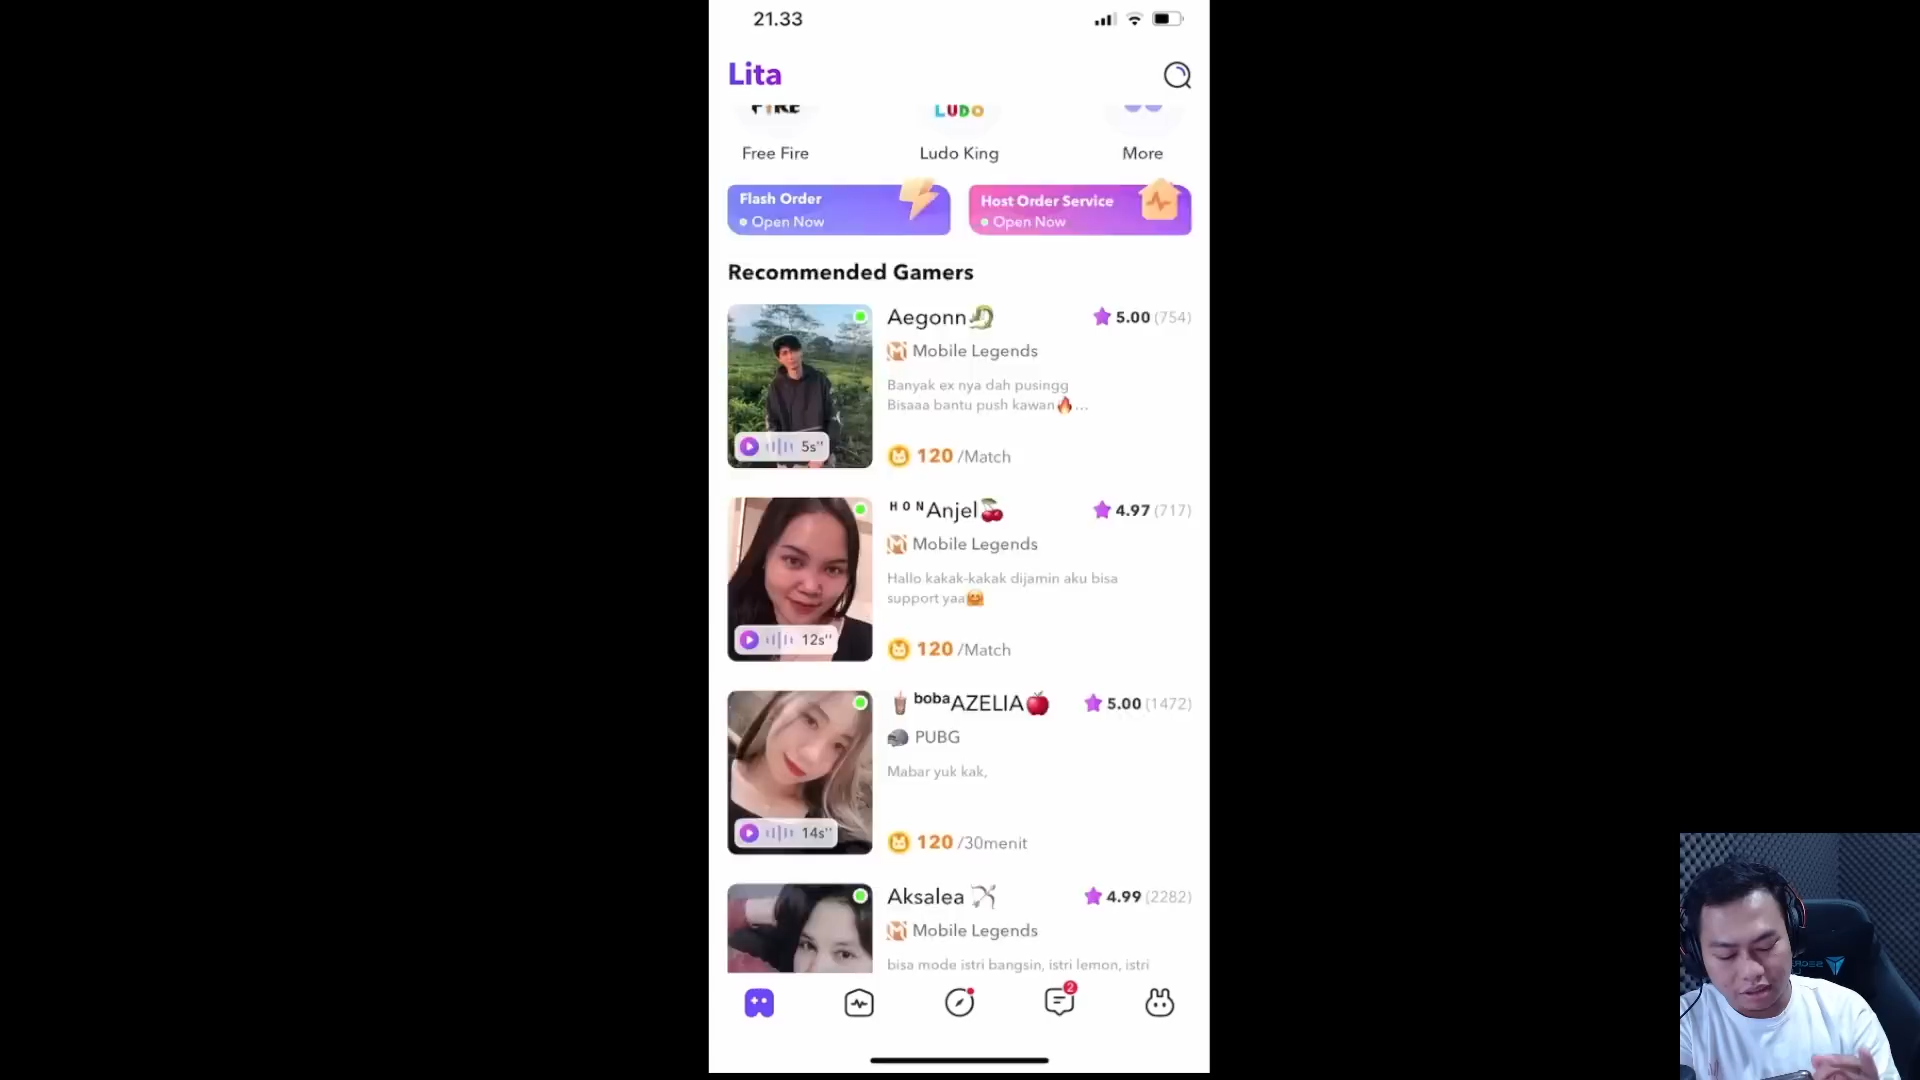 21.33
Lita
FIRE
LUDO
Free Fire
Ludo King
More
Flash Order
Open Now
Host Order Service
Open Now
Recommended Gamers
Aegonn
5.00 (754)
Mobile Legends
Banyak ex nya dah pusingg
Bisaaa bantu push kawan🔥...
5s''
120 /Match
ᴴᴼᴺAnjel🍒
4.97 (717)
Mobile Legends
Hallo kakak-kakak dijamin aku bisa
support yaa🤗
12s''
120 /Match
🧋ᵇᵒᵇᵃAZELIA🍎
5.00 (1472)
PUBG
Mabar yuk kak,
14s''
120 /30menit
Aksalea 🏹
4.99 (2282)
Mobile Legends
bisa mode istri bangsin, istri lemon, istri
2